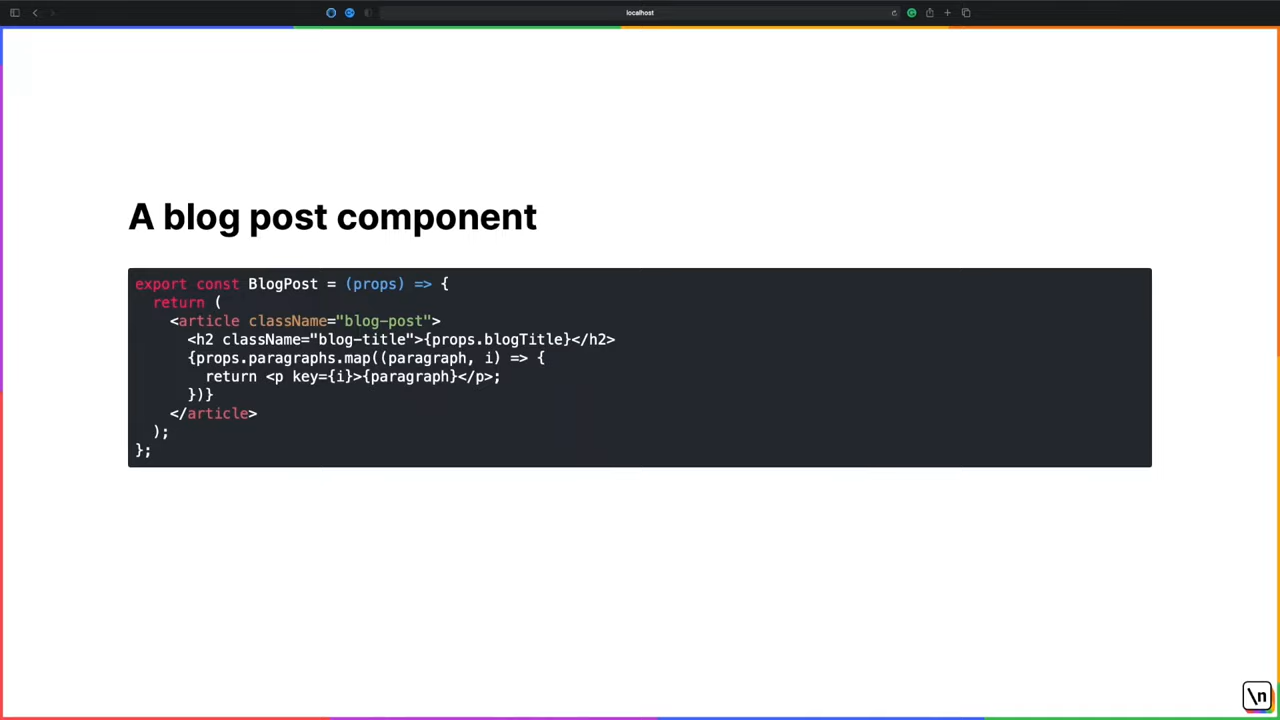 localhost
A blog post component
export const BlogPost = (props) => {
  return (
    <article className="blog-post">
      <h2 className="blog-title">{props.blogTitle}</h2>
      {props.paragraphs.map((paragraph, i) => {
        return <p key={i}>{paragraph}</p>;
      })}
    </article>
  );
};
\n